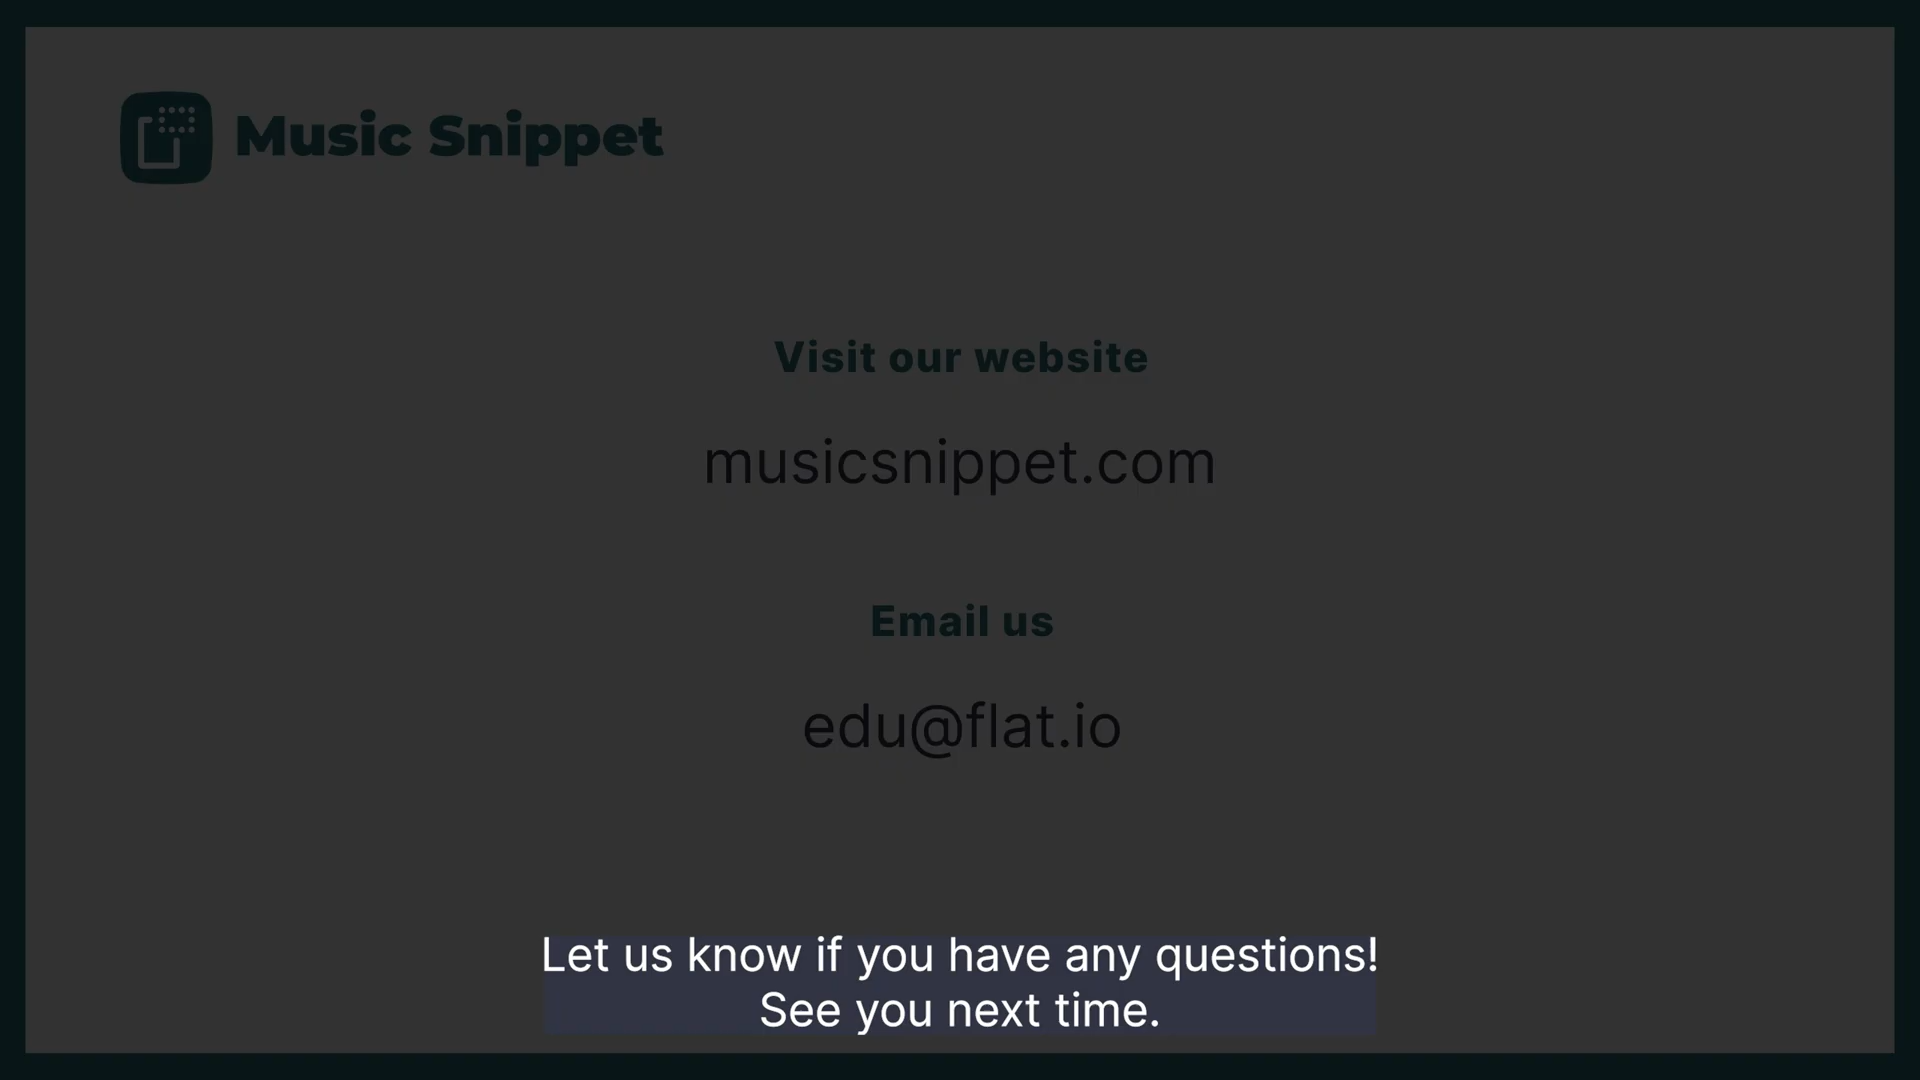 Music Snippet
Visit our website
musicsnippet.com
Email us
edu@flat.io
Let us know if you have any questions!
See you next time.